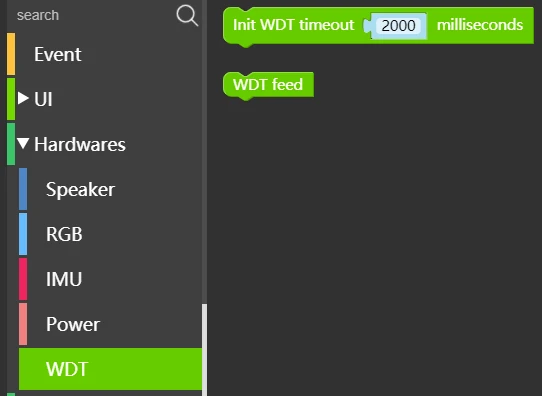 search
Event
UI
Hardwares
Speaker
RGB
IMU
Power
WDT
Init WDT timeout 2000 milliseconds
WDT feed